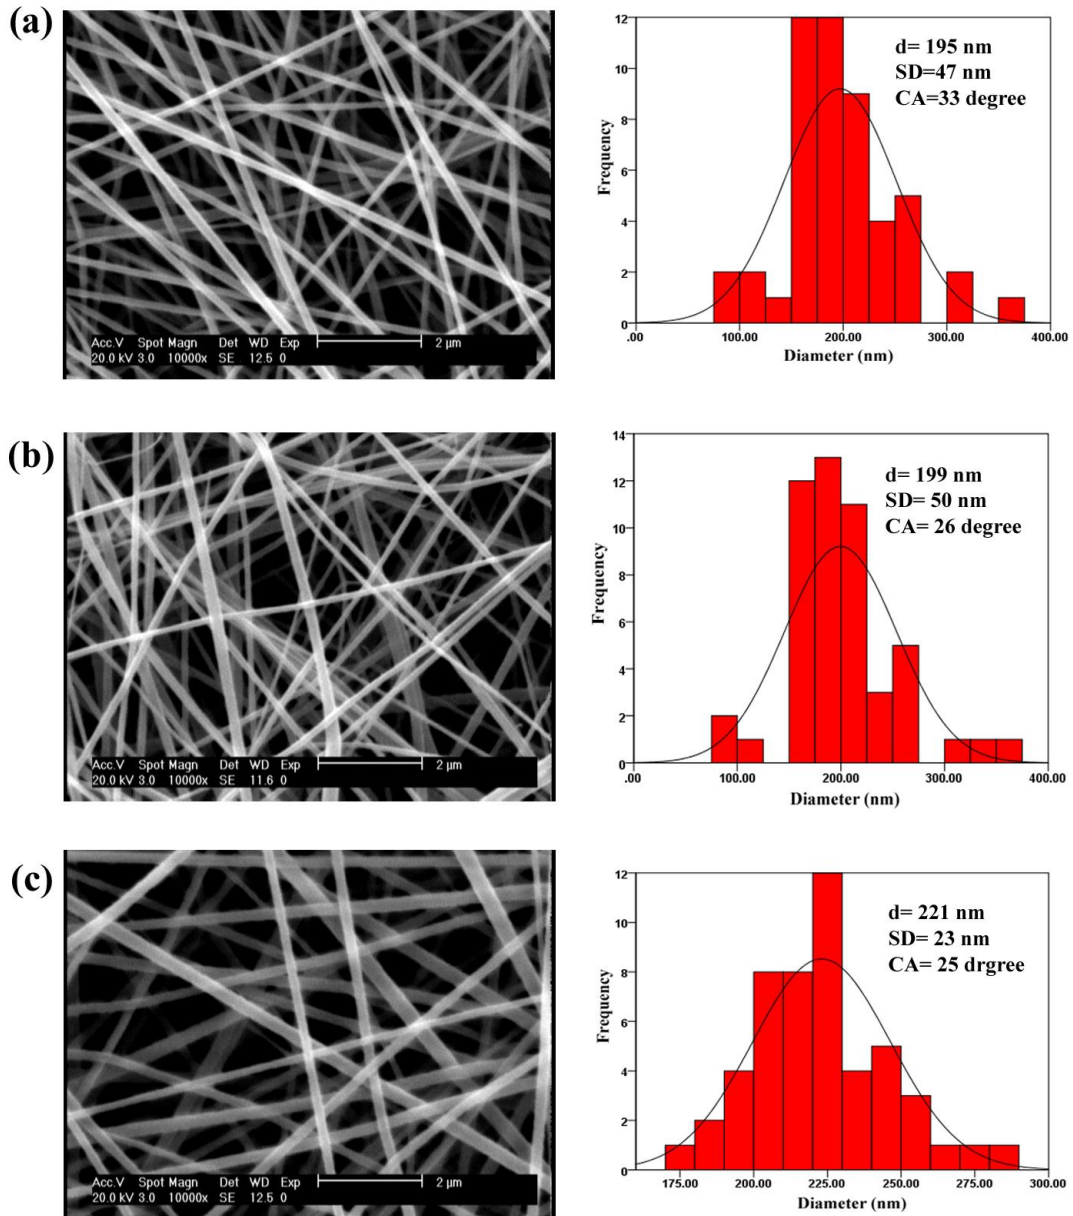 (a)
Acc.V Spot Magn Det WD Exp
20.0 kV 3.0 10000x SE 12.5 0
2 µm
12
10
8
6
4
2
0
Frequency
d= 195 nm
SD=47 nm
CA=33 degree
.00 100.00 200.00 300.00 400.00
Diameter (nm)
(b)
Acc.V Spot Magn Det WD Exp
20.0 kV 3.0 10000x SE 11.6 0
2 µm
14
12
10
8
6
4
2
0
Frequency
d= 199 nm
SD= 50 nm
CA= 26 degree
.00 100.00 200.00 300.00 400.00
Diameter (nm)
(c)
Acc.V Spot Magn Det WD Exp
20.0 kV 3.0 10000x SE 12.5 0
2 µm
12
10
8
6
4
2
0
Frequency
d= 221 nm
SD= 23 nm
CA= 25 drgree
175.00 200.00 225.00 250.00 275.00 300.00
Diameter (nm)